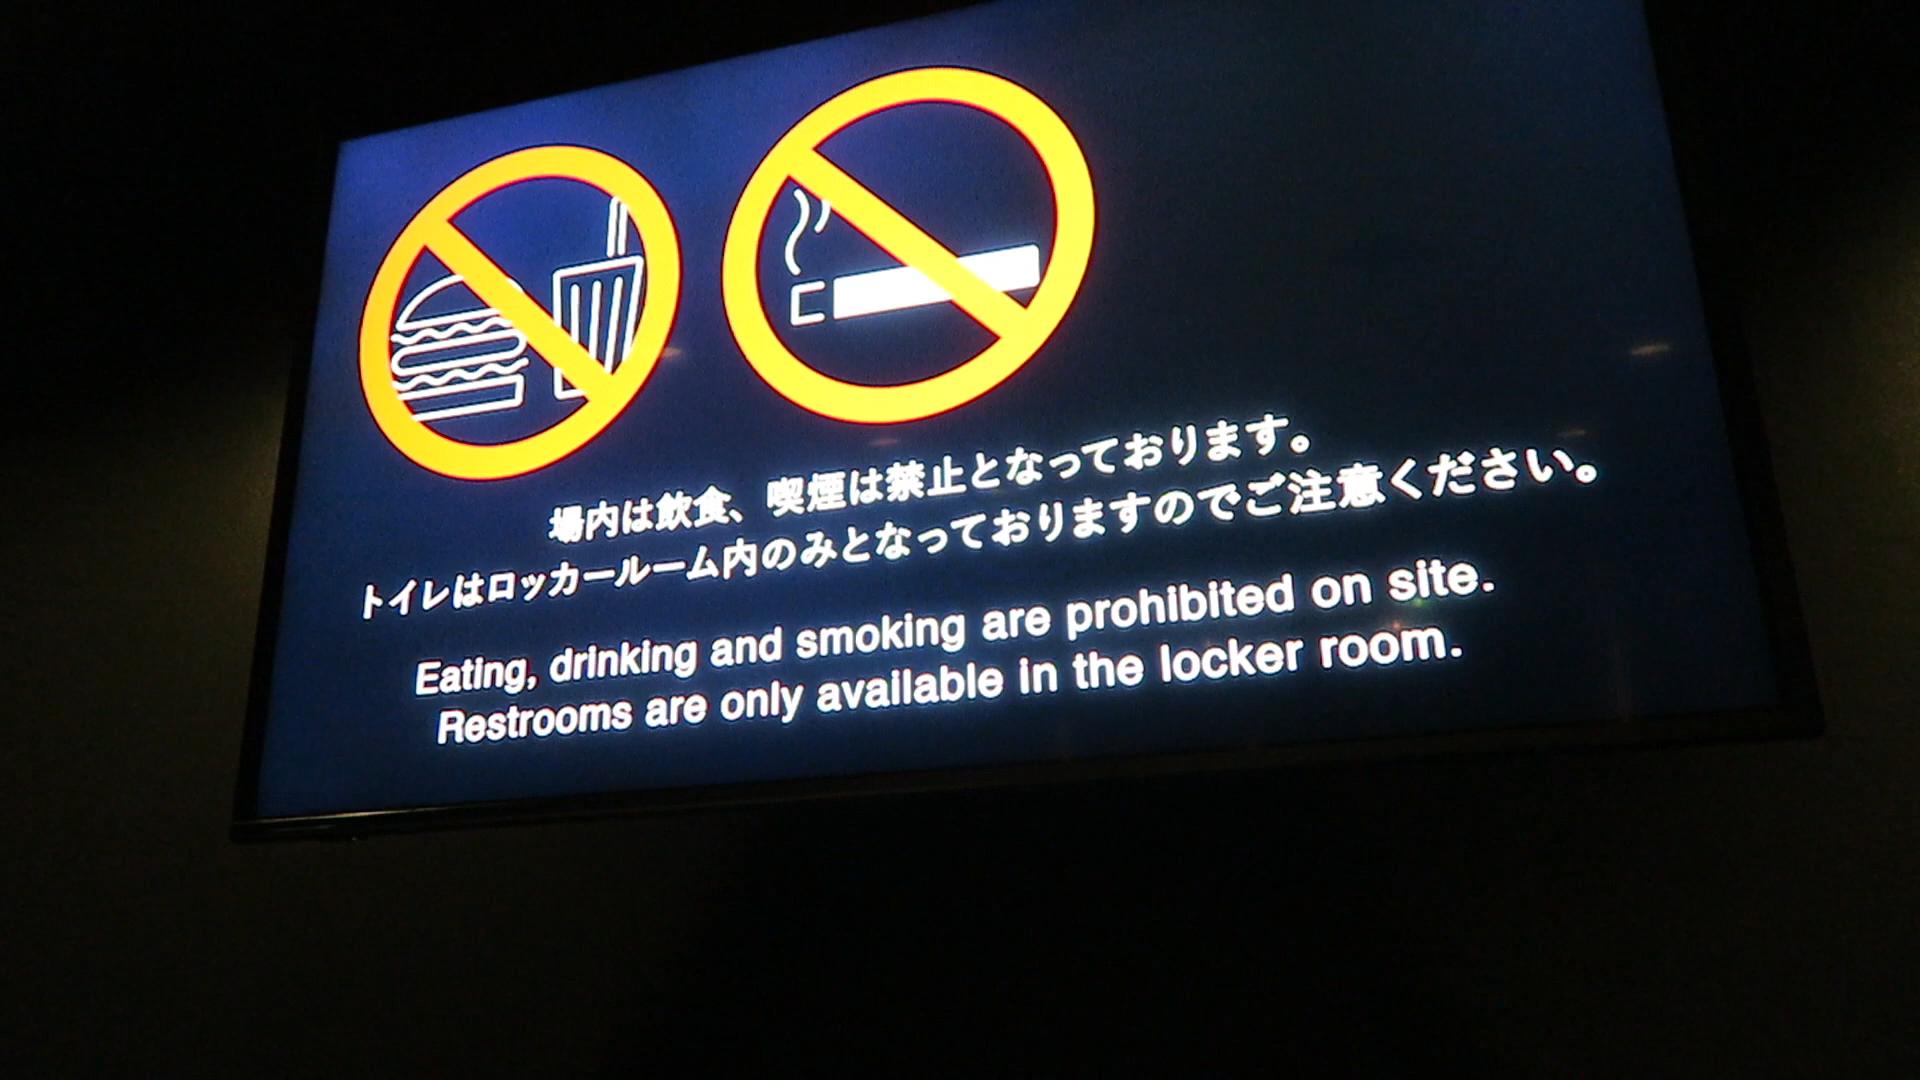 場内は飲食、喫煙は禁止となっております。
トイレはロッカールーム内のみとなっておりますのでご注意ください。
Eating, drinking and smoking are prohibited on site.
Restrooms are only available in the locker room.